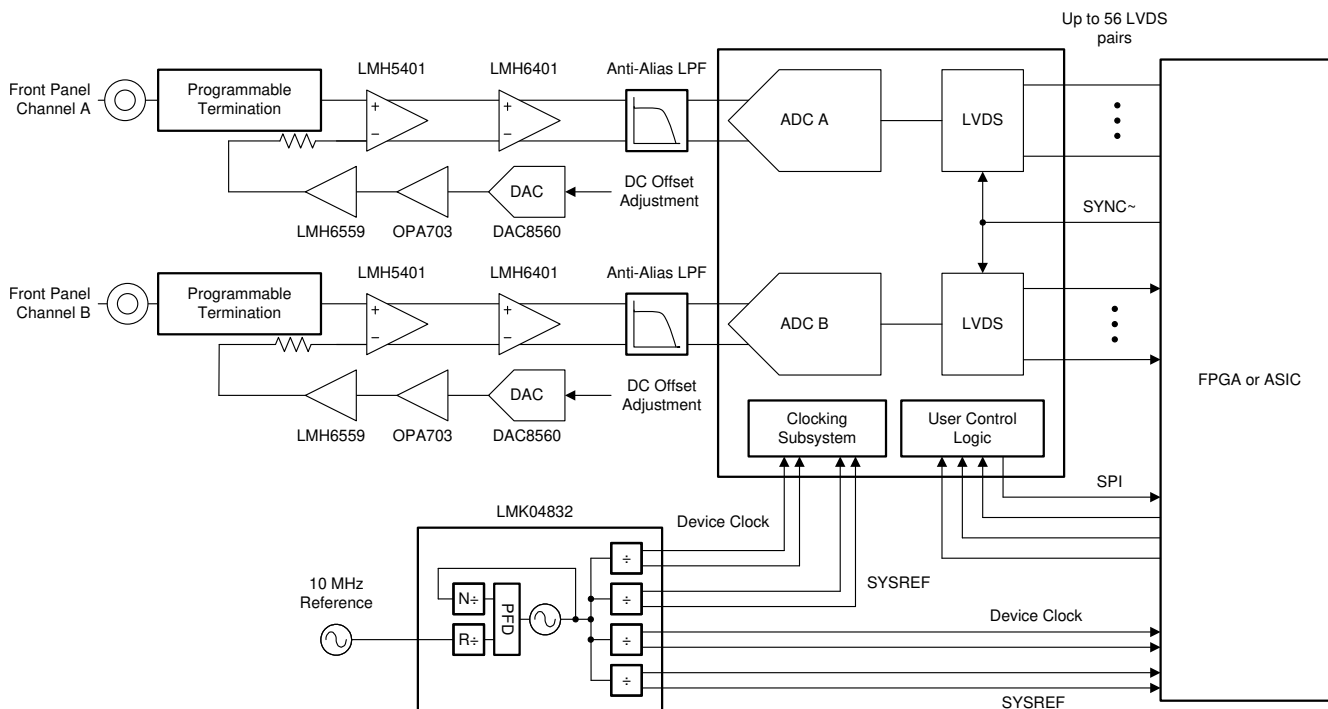 Up to 56 LVDS
pairs
LMH5401
LMH6401
Anti-Alias LPF
Front Panel
Channel A
Programmable
Termination
+
−
+
−
ADC A
LVDS
DAC
DC Offset
Adjustment
LMH6559
OPA703
DAC8560
SYNC~
LMH5401
LMH6401
Anti-Alias LPF
Front Panel
Channel B
Programmable
Termination
+
−
+
−
ADC B
LVDS
FPGA or ASIC
DAC
DC Offset
Adjustment
LMH6559
OPA703
DAC8560
Clocking
Subsystem
User Control
Logic
SPI
LMK04832
Device Clock
÷
10 MHz
Reference
N÷
PFD
R÷
÷
SYSREF
÷
Device Clock
÷
SYSREF